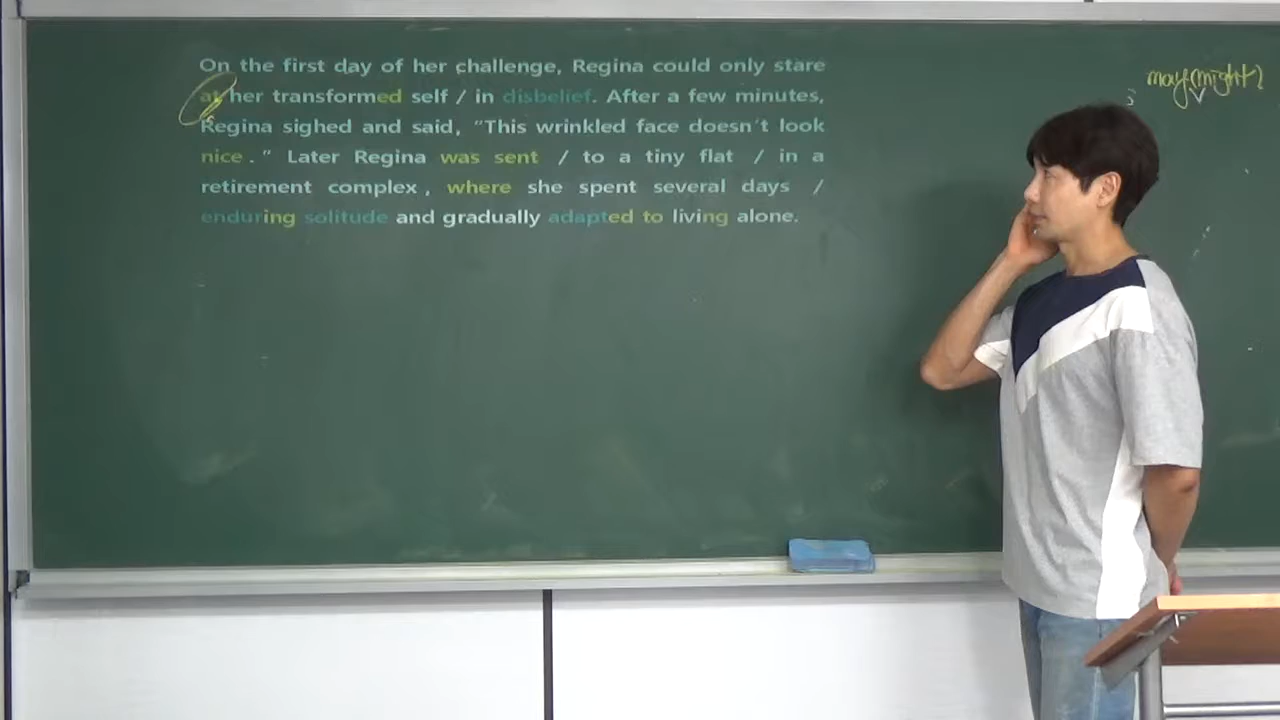 On the first day of her challenge, Regina could only stare
at her transformed self / in disbelief. After a few minutes,
Regina sighed and said, “This wrinkled face doesn't look
nice.” Later Regina was sent / to a tiny flat / in a
retirement complex, where she spent several days /
enduring solitude and gradually adapted to living alone.
may(might)